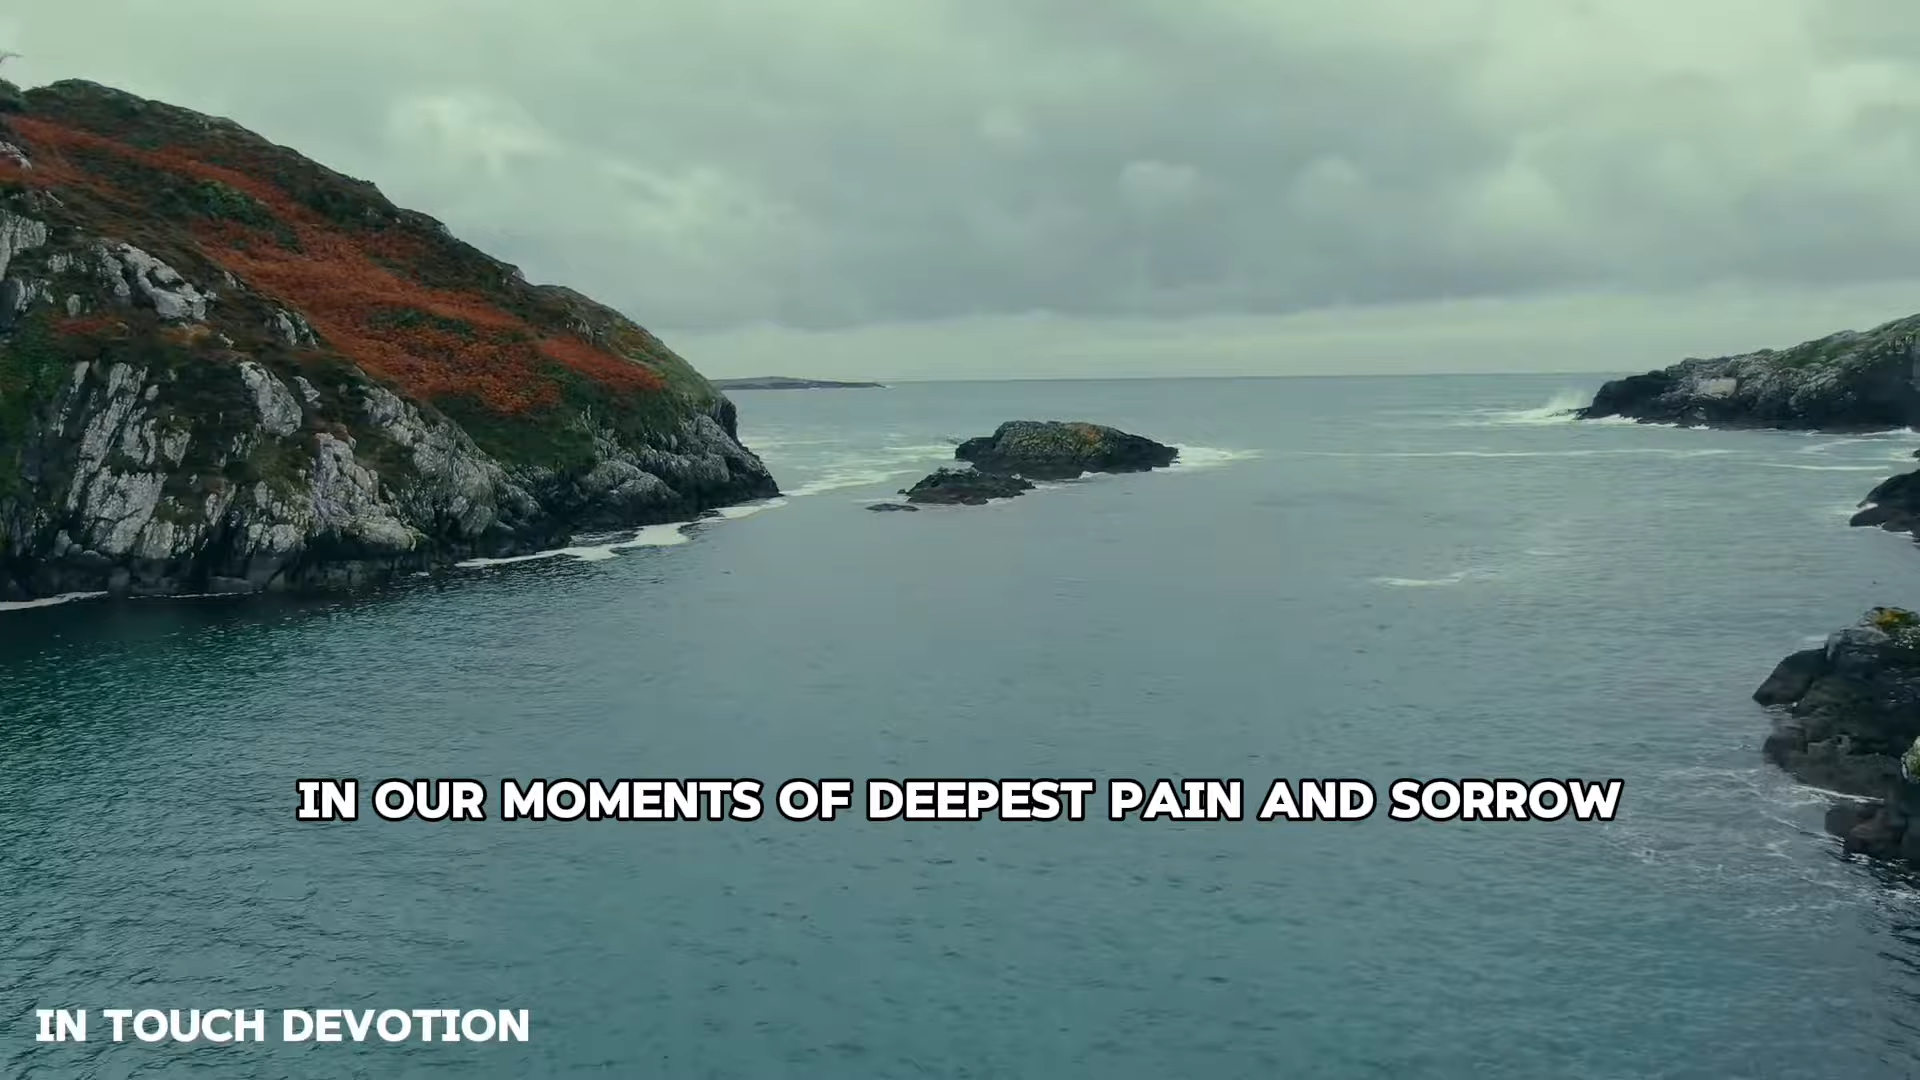 IN OUR MOMENTS OF DEEPEST PAIN AND SORROW
IN TOUCH DEVOTION